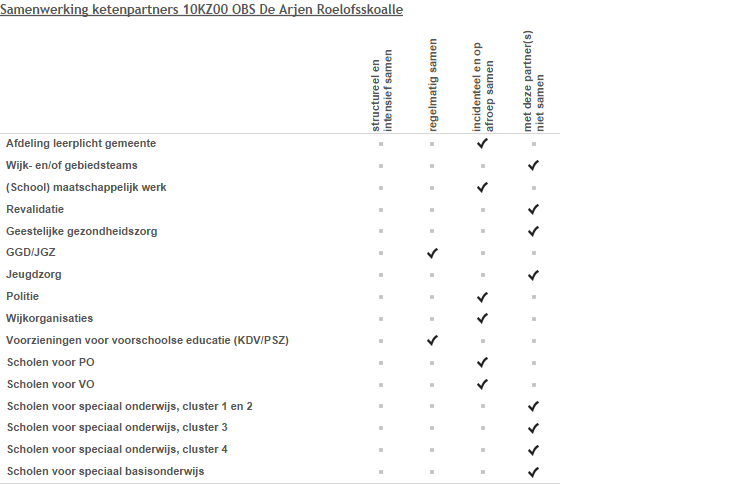 Samenwerking ketenpartners 10KZ00 OBS De Arjen Roelofsskoalle
structureel en
intensief samen
regelmatig samen
incidenteel en op
afroep samen
met deze partner(s)
niet samen
Afdeling leerplicht gemeente
Wijk- en/of gebiedsteams
(School) maatschappelijk werk
Revalidatie
Geestelijke gezondheidszorg
GGD/JGZ
Jeugdzorg
Politie
Wijkorganisaties
Voorzieningen voor voorschoolse educatie (KDV/PSZ)
Scholen voor PO
Scholen voor VO
Scholen voor speciaal onderwijs, cluster 1 en 2
Scholen voor speciaal onderwijs, cluster 3
Scholen voor speciaal onderwijs, cluster 4
Scholen voor speciaal basisonderwijs